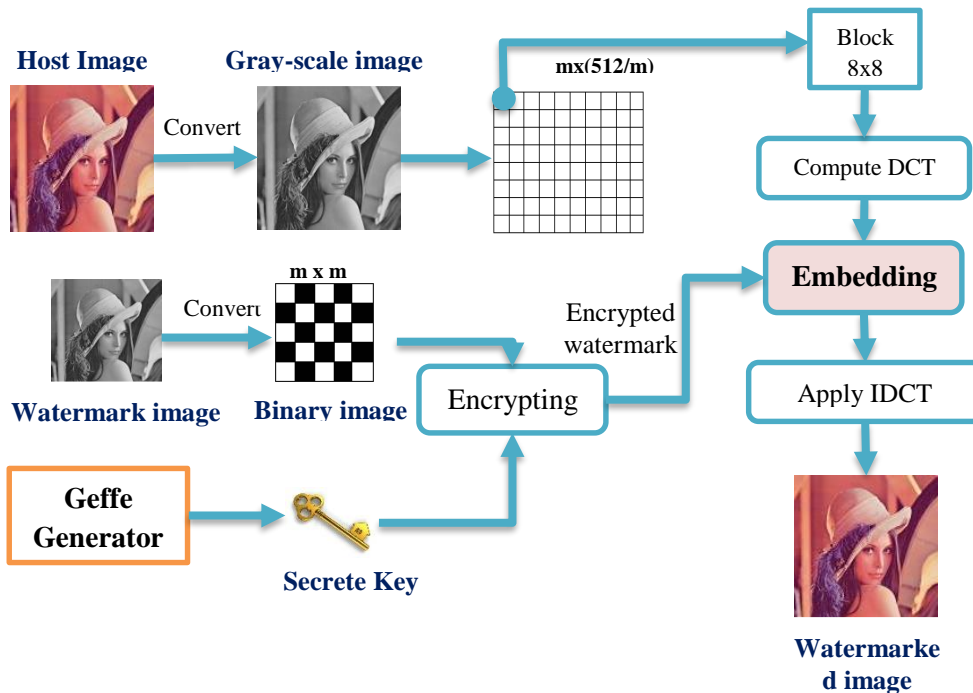 Host Image
Convert
Gray-scale image
mx(512/m)
Block
8x8
Compute DCT
Embedding
Apply IDCT
Watermarke
d image
Watermark image
Convert
m x m
Binary image
Encrypting
Encrypted
watermark
Geffe
Generator
Secrete Key